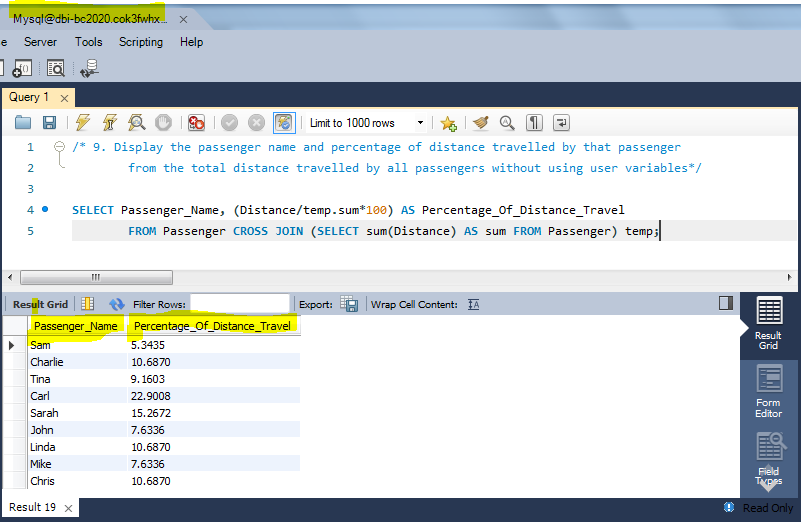 Mysql@dbi-bc2020.cok3fwhx... ×
e Server Tools Scripting Help
Query 1 ×
Limit to 1000 rows
1 /* 9. Display the passenger name and percentage of distance travelled by that passenger
2 from the total distance travelled by all passengers without using user variables*/
3
4 SELECT Passenger_Name, (Distance/temp.sum*100) AS Percentage_Of_Distance_Travel
5 FROM Passenger CROSS JOIN (SELECT sum(Distance) AS sum FROM Passenger) temp;
Result Grid Filter Rows: Export: Wrap Cell Content: IA
Passenger_Name Percentage_Of_Distance_Travel
Sam 5.3435
Charlie 10.6870
Tina 9.1603
Carl 22.9008
Sarah 15.2672
John 7.6336
Linda 10.6870
Mike 7.6336
Chris 10.6870
Result
Grid
Form
Editor
Field
Types
Result 19 × Read Only